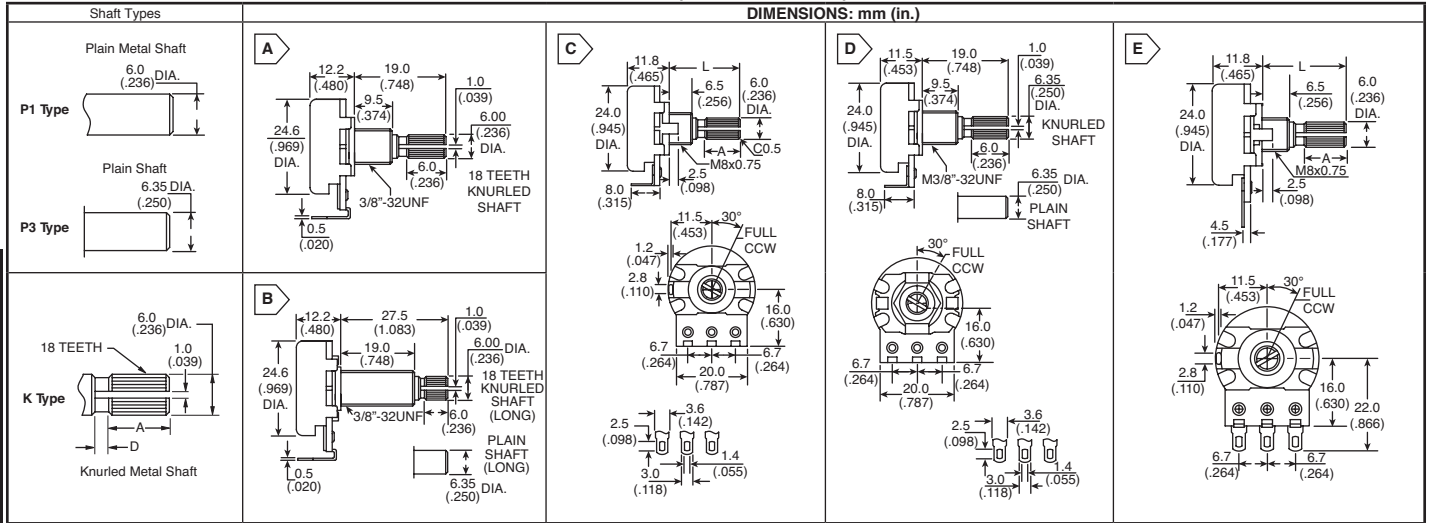 Shaft Types
DIMENSIONS: mm (in.)
Plain Metal Shaft
6.0
(.236)
DIA.
P1 Type
Plain Shaft
6.35 DIA.
(.250)
P3 Type
6.0
(.236)
DIA.
18 TEETH
1.0
(.039)
K Type
A
D
Knurled Metal Shaft
A
12.2
(.480)
19.0
(.748)
1.0
(.039)
9.5
(.374)
24.6
(.969)
DIA.
6.00
(.236)
DIA.
6.0
(.236)
18 TEETH
KNURLED
SHAFT
3/8"-32UNF
0.5
(.020)
B
12.2
(.480)
27.5
(1.083)
1.0
(.039)
19.0
(.748)
6.00
(.236)
DIA.
24.6
(.969)
DIA.
18 TEETH
KNURLED
SHAFT
(LONG)
3/8"-32UNF
6.0
(.236)
PLAIN
SHAFT
(LONG)
0.5
(.020)
6.35
(.250)
DIA.
C
11.8
(.465)
L
6.5
(.256)
6.0
(.236)
DIA.
24.0
(.945)
DIA.
C0.5
A
M8x0.75
8.0
(.315)
2.5
(.098)
11.5
(.453)
30°
FULL
CCW
1.2
(.047)
2.8
(.110)
16.0
(.630)
6.7
(.264)
6.7
(.264)
20.0
(.787)
3.6
(.142)
2.5
(.098)
1.4
(.055)
3.0
(.118)
D
11.5
(.453)
19.0
(.748)
1.0
(.039)
9.5
(.374)
6.35
(.250)
DIA.
24.0
(.945)
DIA.
KNURLED
SHAFT
6.0
(.236)
M3/8"-32UNF
8.0
(.315)
6.35
(.250)
DIA.
PLAIN
SHAFT
30°
FULL
CCW
16.0
(.630)
6.7
(.264)
6.7
(.264)
20.0
(.787)
3.6
(.142)
2.5
(.098)
1.4
(.055)
3.0
(.118)
E
11.8
(.465)
L
6.5
(.256)
6.0
(.236)
DIA.
24.0
(.945)
DIA.
A
M8x0.75
2.5
(.098)
4.5
(.177)
11.5
(.453)
30°
FULL
CCW
1.2
(.047)
2.8
(.110)
16.0
(.630)
22.0
(.866)
6.7
(.264)
6.7
(.264)